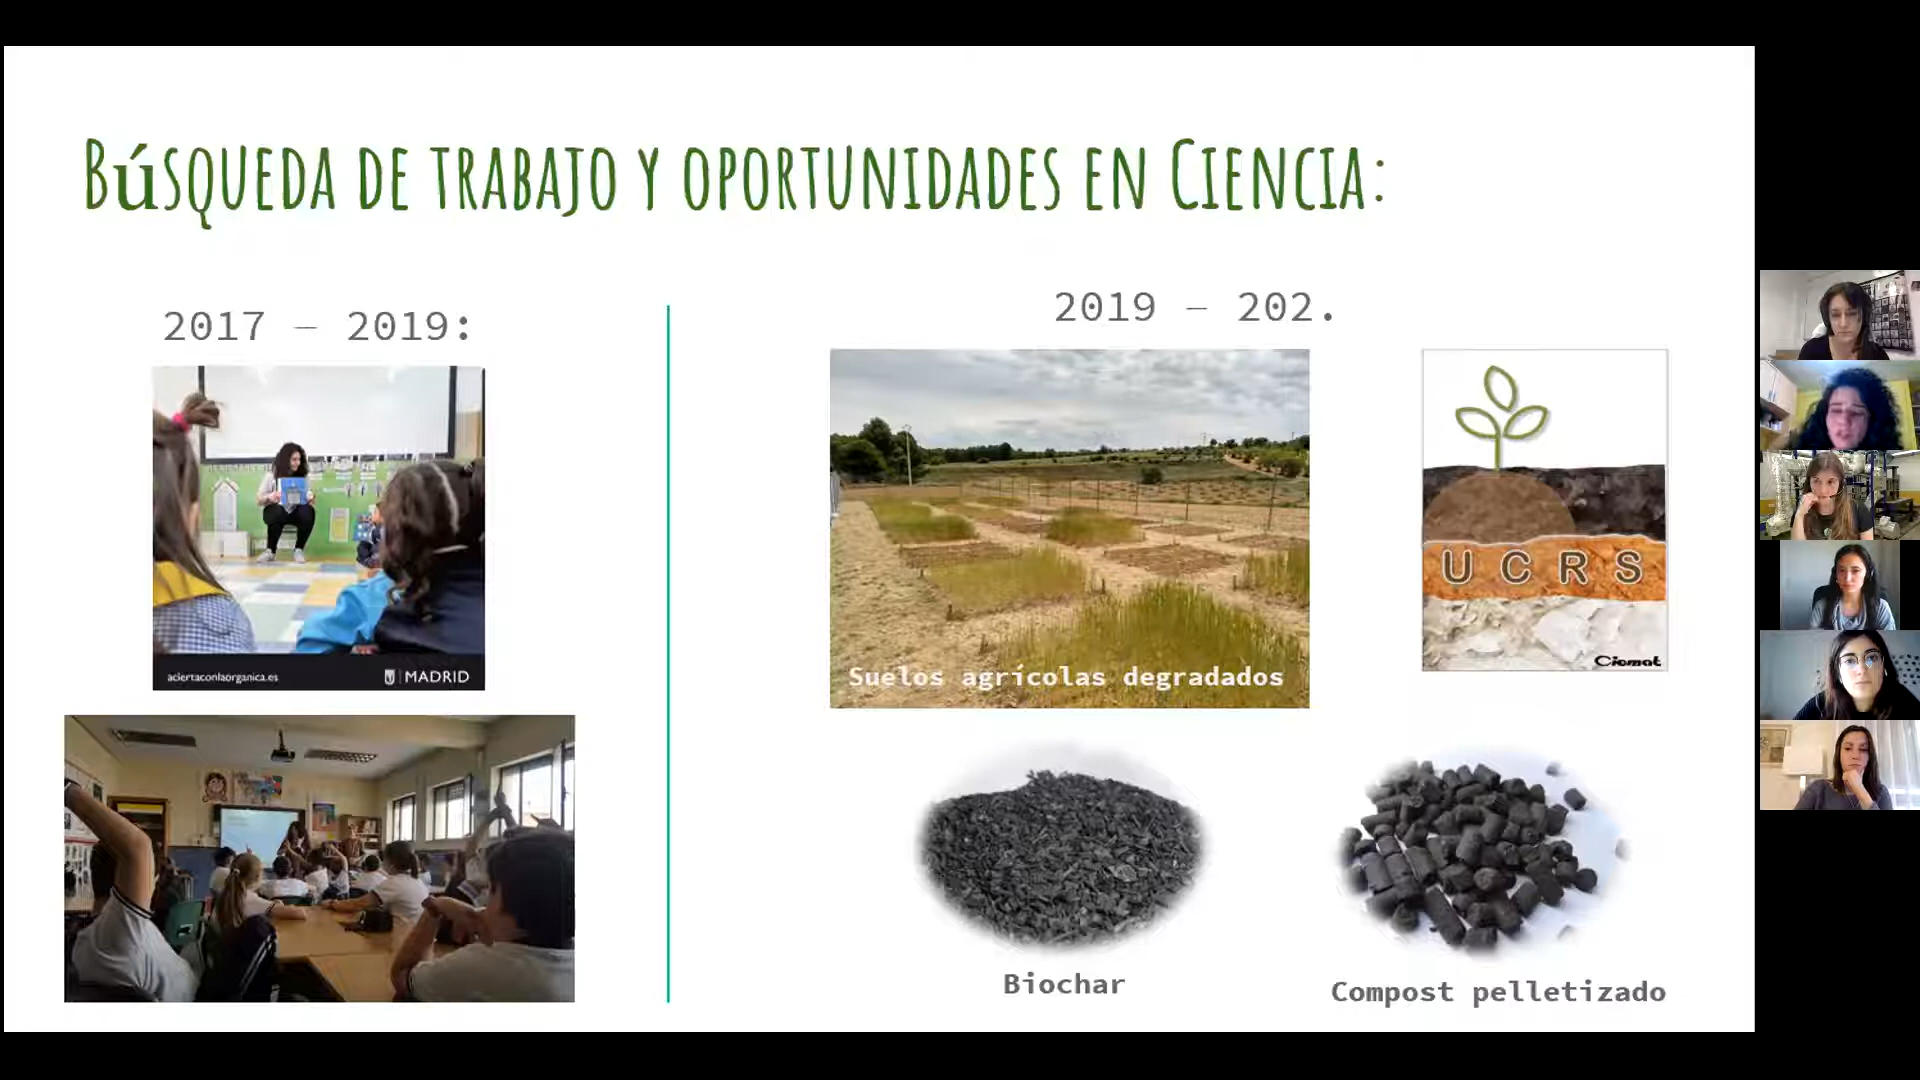 Búsqueda de trabajo y oportunidades en Ciencia:
2017 – 2019:
aciertaconlaorganica.es
MADRID
2019 – 202.
Suelos agrícolas degradados
UCRS
Ciemat
Biochar
Compost pelletizado